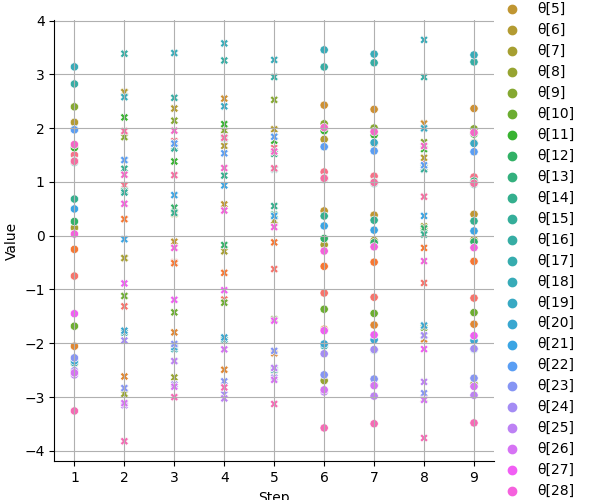 4
3
2
1
0
−1
−2
−3
−4
Value
1 2 3 4 5 6 7 8 9
Step
θ[5]
θ[6]
θ[7]
θ[8]
θ[9]
θ[10]
θ[11]
θ[12]
θ[13]
θ[14]
θ[15]
θ[16]
θ[17]
θ[18]
θ[19]
θ[20]
θ[21]
θ[22]
θ[23]
θ[24]
θ[25]
θ[26]
θ[27]
θ[28]